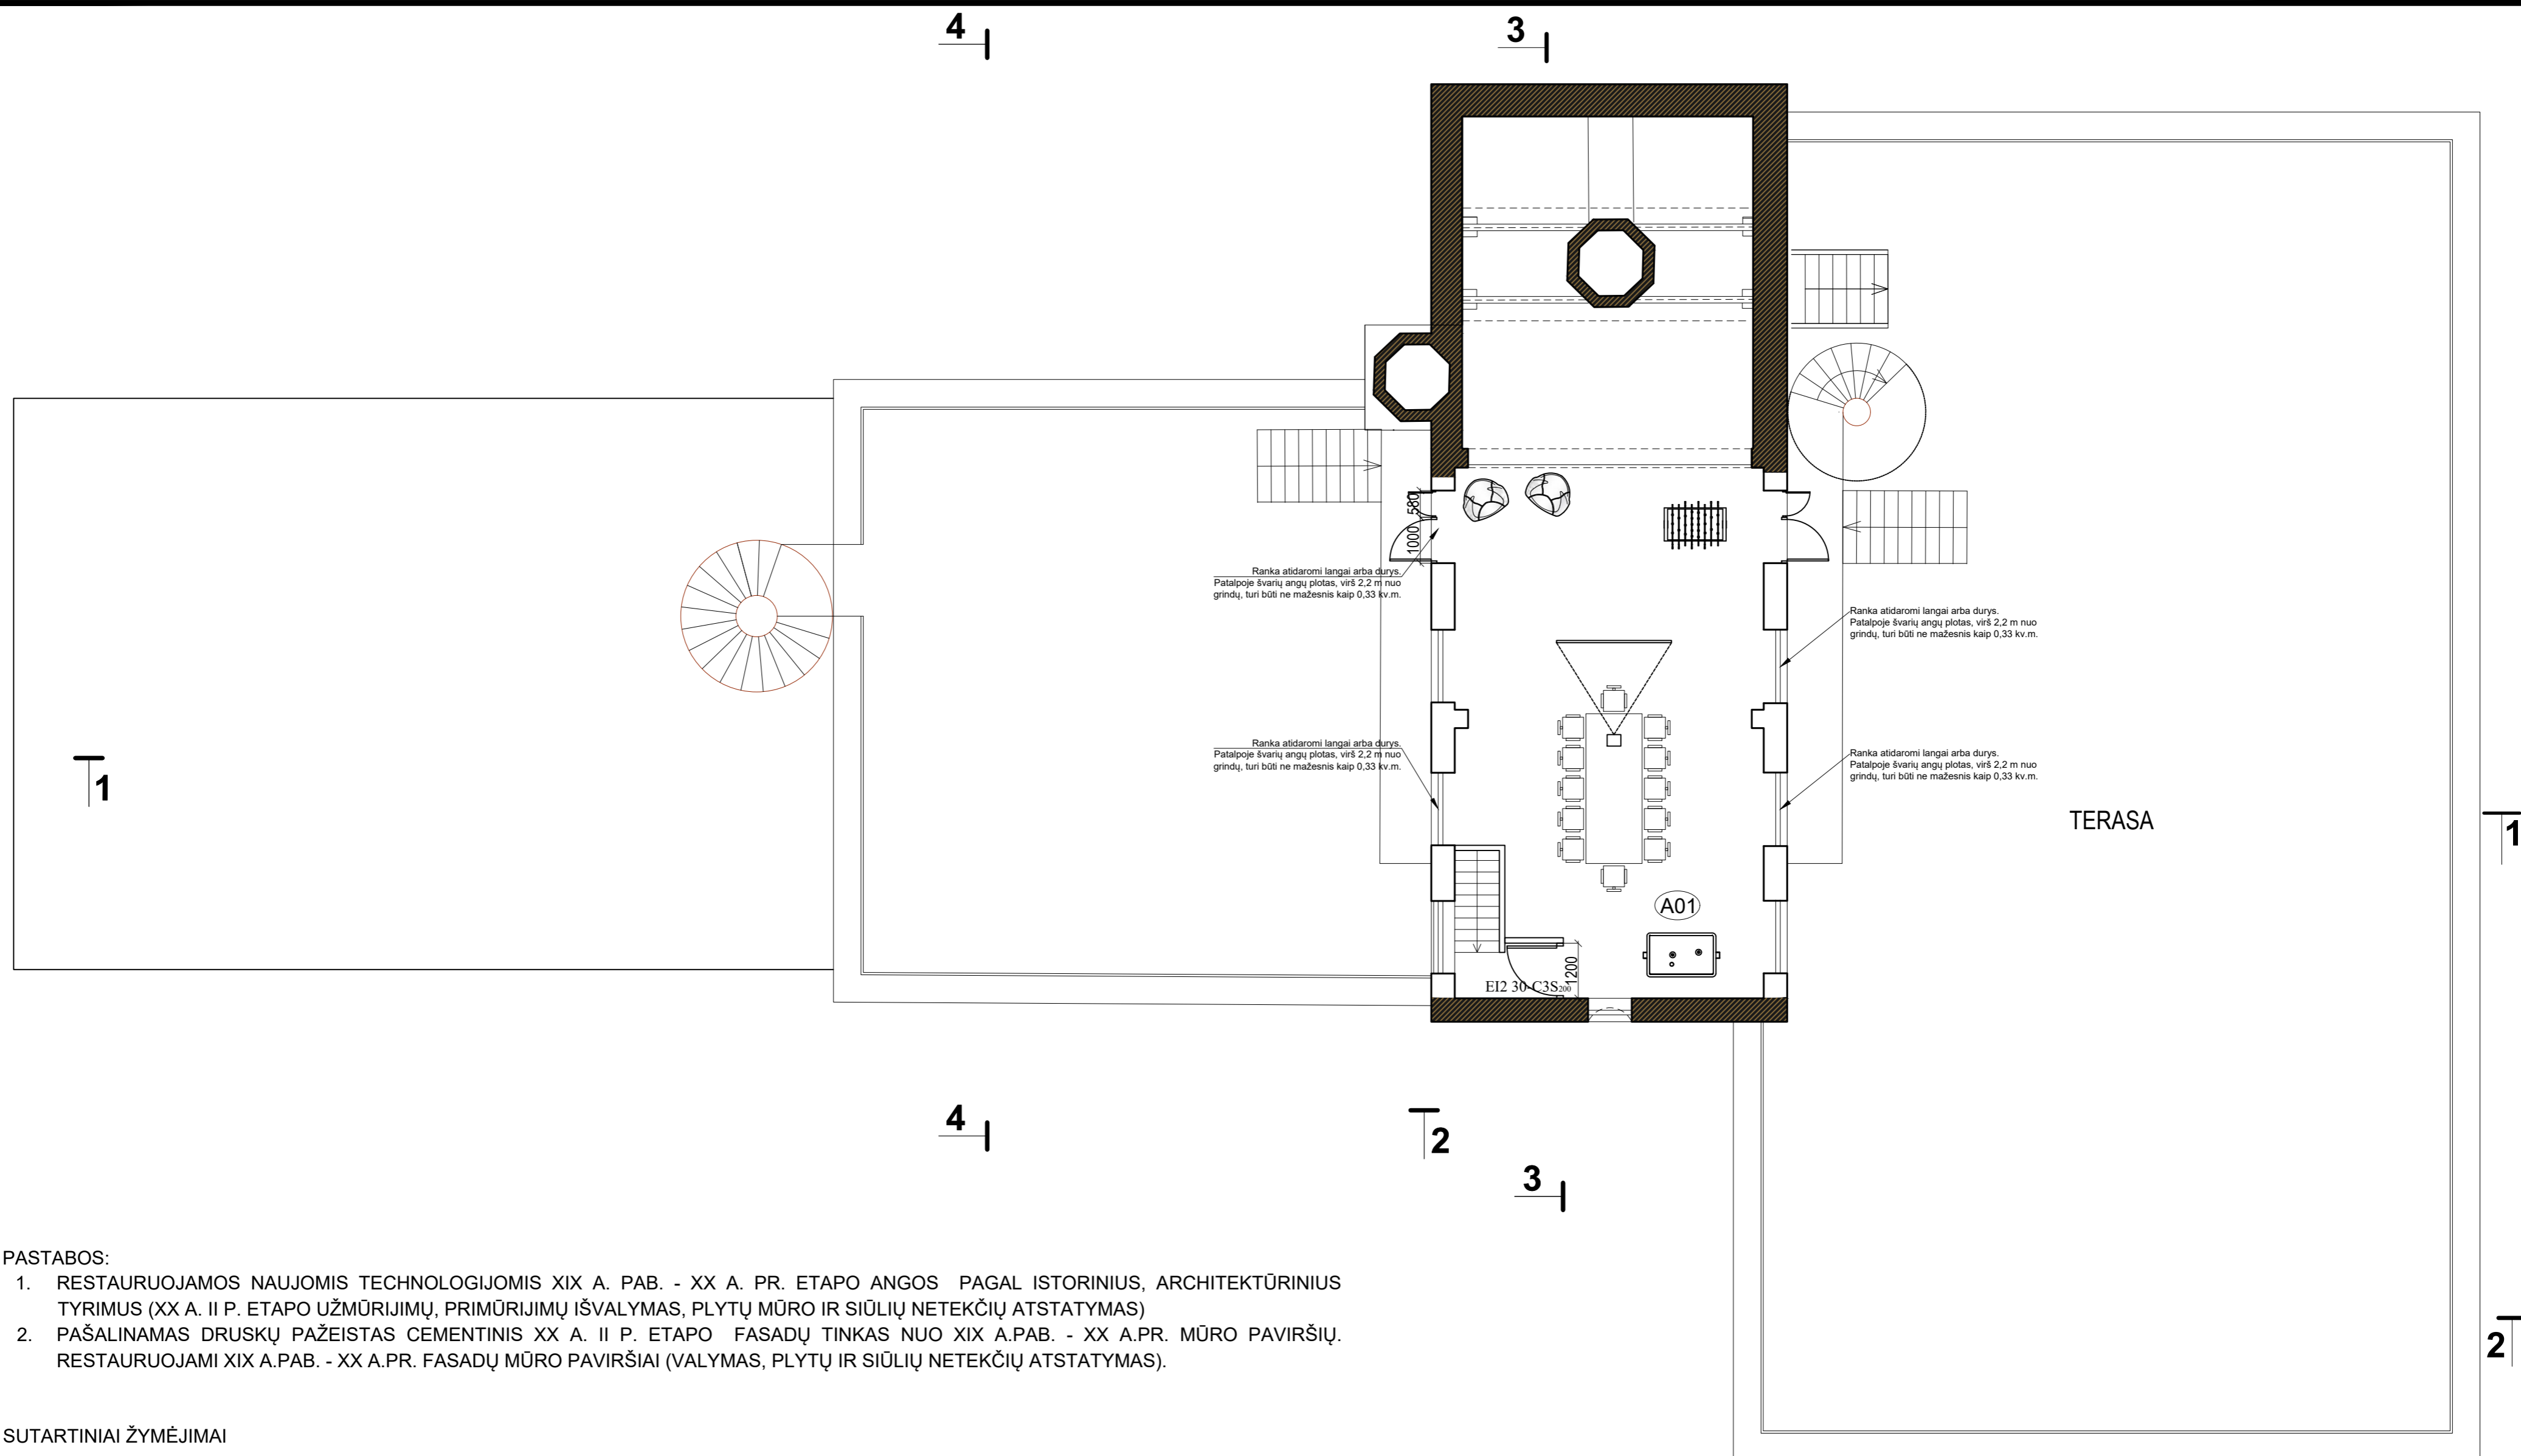 4
3
580
1000
Ranka atidaromi langai arba durys.
Patalpoje švarių angų plotas, virš 2,2 m nuo
grindų, turi būti ne mažesnis kaip 0,33 kv.m.
Ranka atidaromi langai arba durys.
Patalpoje švarių angų plotas, virš 2,2 m nuo
grindų, turi būti ne mažesnis kaip 0,33 kv.m.
Ranka atidaromi langai arba durys.
Patalpoje švarių angų plotas, virš 2,2 m nuo
grindų, turi būti ne mažesnis kaip 0,33 kv.m.
Ranka atidaromi langai arba durys.
Patalpoje švarių angų plotas, virš 2,2 m nuo
grindų, turi būti ne mažesnis kaip 0,33 kv.m.
1
TERASA
1
A01
1200
EI2 30-C3S200
4
2
3
2
PASTABOS:
1. RESTAURUOJAMOS NAUJOMIS TECHNOLOGIJOMIS XIX A. PAB. - XX A. PR. ETAPO ANGOS PAGAL ISTORINIUS, ARCHITEKTŪRINIUS
TYRIMUS (XX A. II P. ETAPO UŽMŪRIJIMŲ, PRIMŪRIJIMŲ IŠVALYMAS, PLYTŲ MŪRO IR SIŪLIŲ NETEKČIŲ ATSTATYMAS)
2. PAŠALINAMAS DRUSKŲ PAŽEISTAS CEMENTINIS XX A. II P. ETAPO FASADŲ TINKAS NUO XIX A.PAB. - XX A.PR. MŪRO PAVIRŠIŲ.
RESTAURUOJAMI XIX A.PAB. - XX A.PR. FASADŲ MŪRO PAVIRŠIAI (VALYMAS, PLYTŲ IR SIŪLIŲ NETEKČIŲ ATSTATYMAS).
SUTARTINIAI ŽYMĖJIMAI